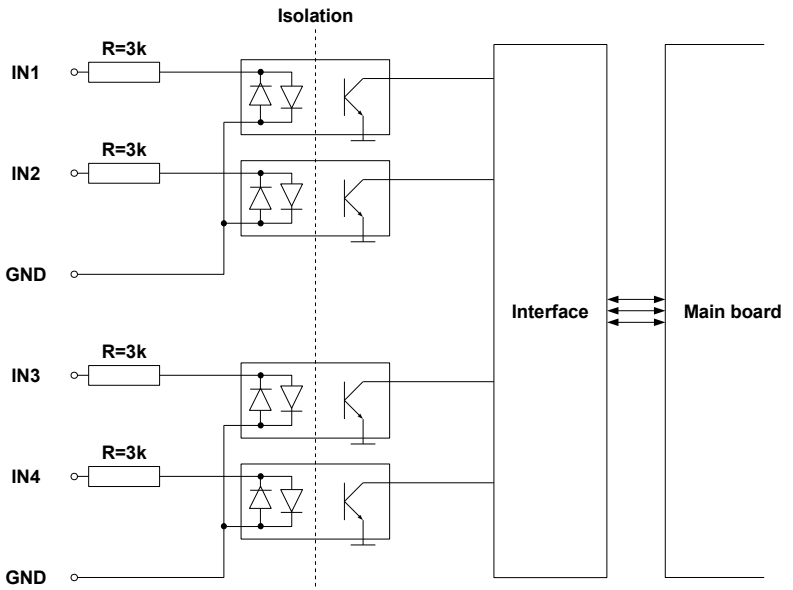 Isolation
R=3k
IN1
R=3k
IN2
GND
Interface
Main board
R=3k
IN3
R=3k
IN4
GND